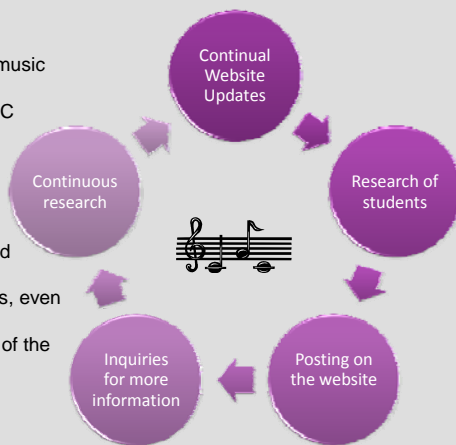 music
C
d
s, even
of the
Continual
Website
Updates
Research of
students
Posting on
the website
Inquiries
for more
information
Continuous
research